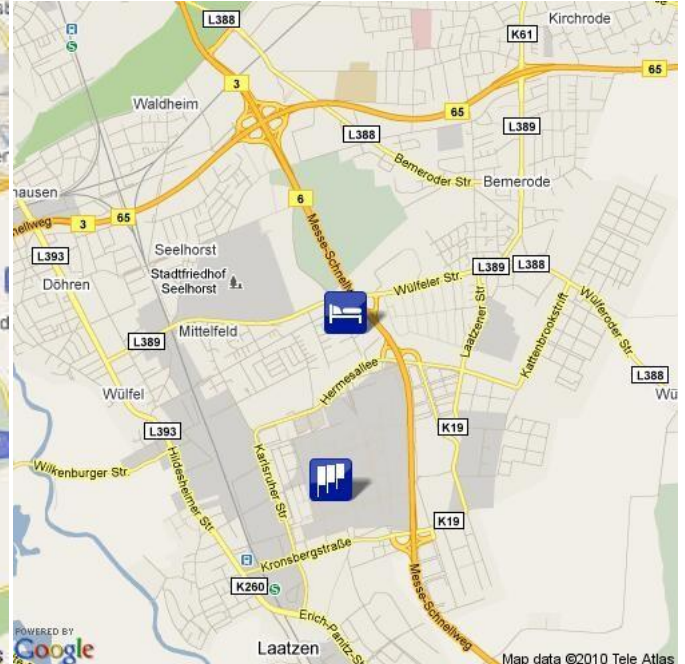 L388
Kirchrode
K61
3
65
Waldheim
65
L388
L389
Bemeroder Str.
Bemerode
hausen
6
3
65
nellweg
Messe-Schnellweg
L393
Seelhorst
Döhren
Stadtfriedhof
Seelhorst
L389
L388
Wülfeler Str.
Laatzener Str
Kattenbrookstrift
Wülferoder Str.
Mittelfeld
L389
L388
Wü
Hermesallee
Wülfel
L393
K19
Wilkenburger Str.
Hildesheimer Str
Karlsruher Str
K19
Kronsbergstraße
K260
S
S
Messe-Schnellweg
Erich-Panitz-St
Laatzen
POWERED BY
Google
Map data ©2010 Tele Atlas